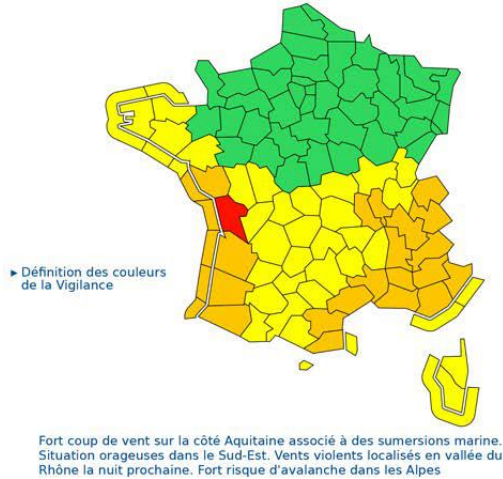 ▸ Définition des couleurs
de la Vigilance
Fort coup de vent sur la côté Aquitaine associé à des sumersions marine.
Situation orageuses dans le Sud-Est. Vents violents localisés en vallée du
Rhône la nuit prochaine. Fort risque d'avalanche dans les Alpes